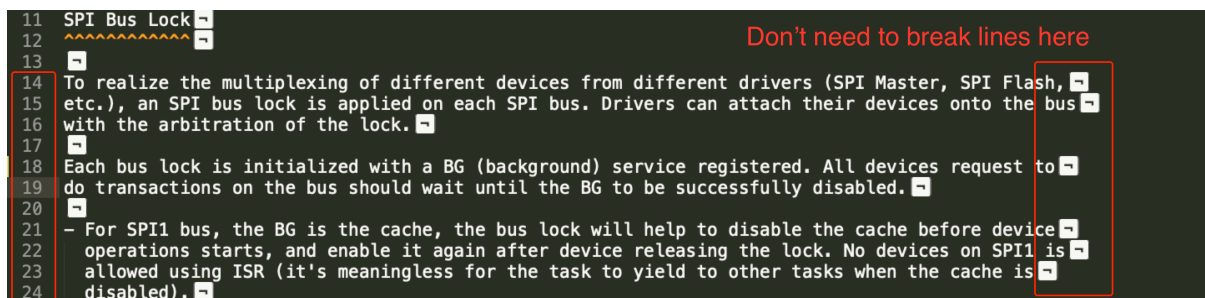 11 SPI Bus Lock¬
12 ^^^^^^^^^^^^¬
Don't need to break lines here
13 ¬
14 To realize the multiplexing of different devices from different drivers (SPI Master, SPI Flash,¬
15 etc.), an SPI bus lock is applied on each SPI bus. Drivers can attach their devices onto the bus¬
16 with the arbitration of the lock.¬
17 ¬
18 Each bus lock is initialized with a BG (background) service registered. All devices request to¬
19 do transactions on the bus should wait until the BG to be successfully disabled.¬
20 ¬
21 - For SPI1 bus, the BG is the cache, the bus lock will help to disable the cache before device¬
22 operations starts, and enable it again after device releasing the lock. No devices on SPI1 is¬
23 allowed using ISR (it's meaningless for the task to yield to other tasks when the cache is¬
24 disabled).¬